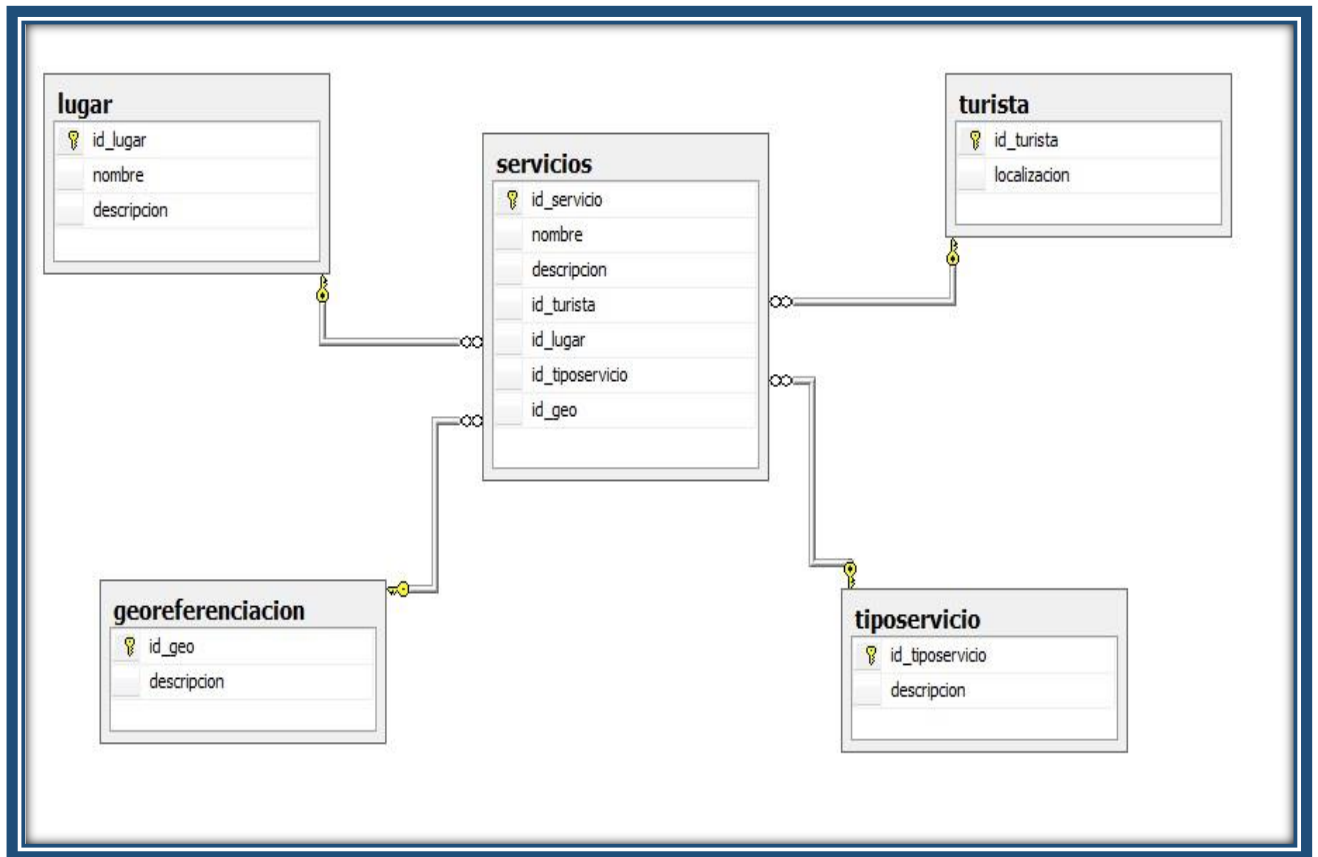 lugar
id_lugar
nombre
descripcion
servicios
id_servicio
nombre
descripcion
id_turista
id_lugar
id_tiposervicio
id_geo
turista
id_turista
localizacion
georeferenciacion
id_geo
descripcion
tiposervicio
id_tiposervicio
descripcion